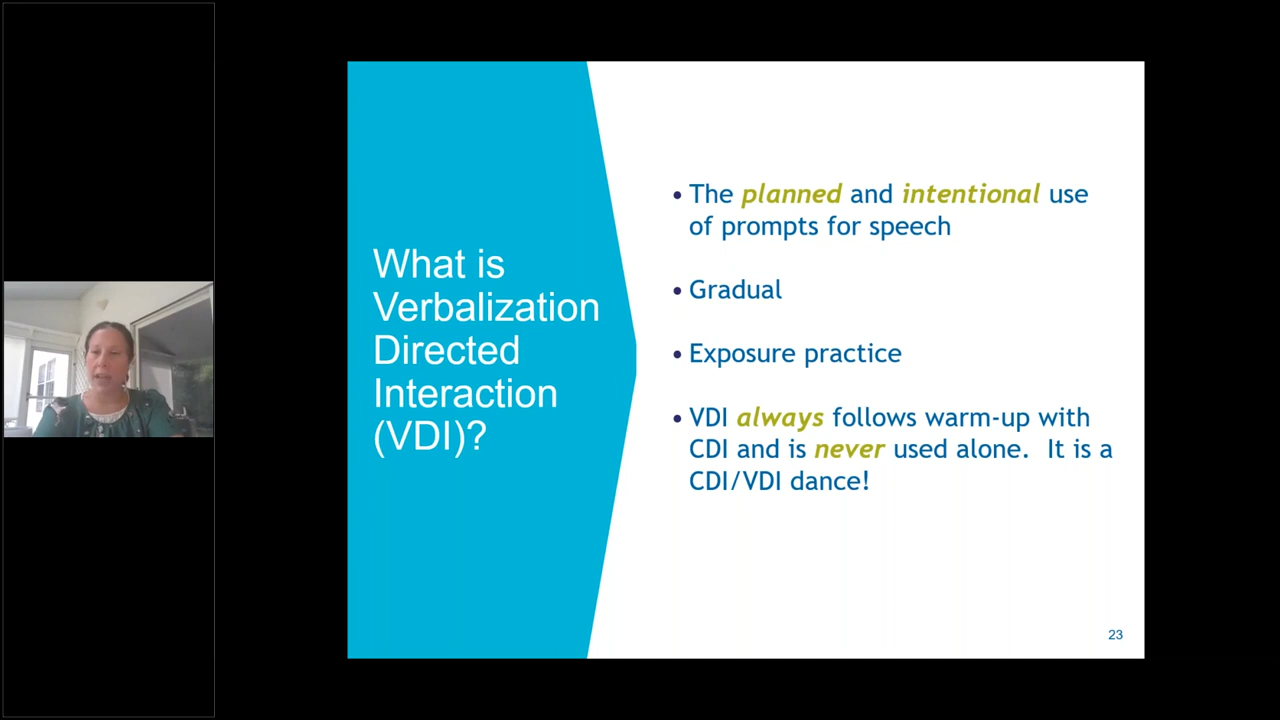 What is
Verbalization
Directed
Interaction
(VDI)?
• The planned and intentional use
of prompts for speech
• Gradual
• Exposure practice
• VDI always follows warm-up with
CDI and is never used alone.  It is a
CDI/VDI dance!
23